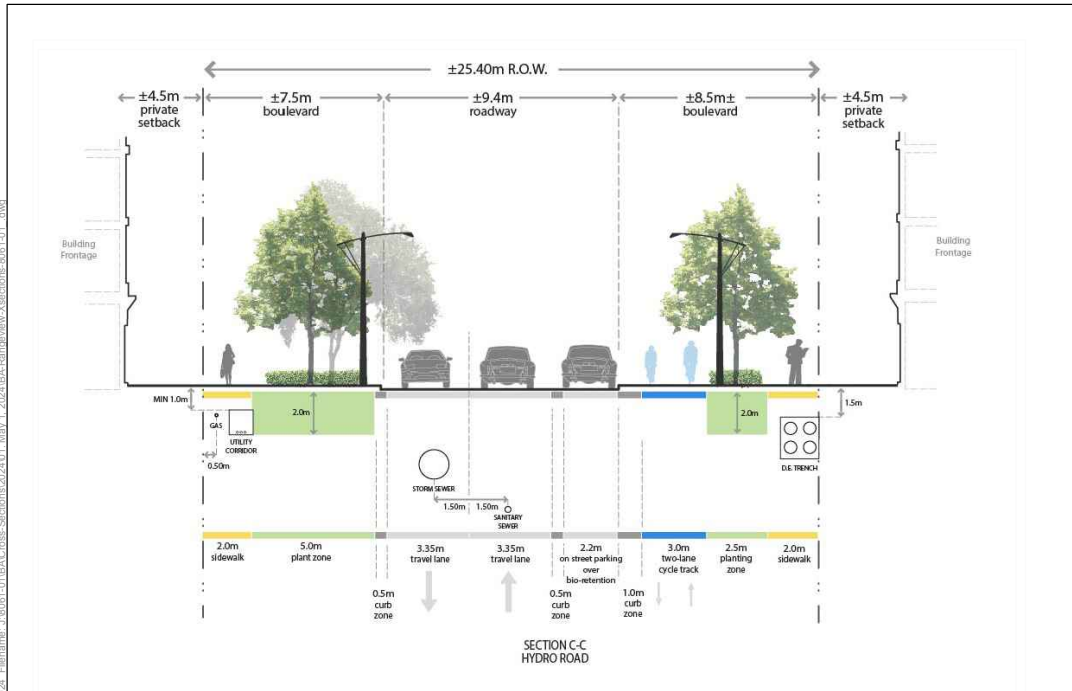 ±25.40m R.O.W.
±4.5m
private
setback
±7.5m
boulevard
±9.4m
roadway
±8.5m±
boulevard
±4.5m
private
setback
Building
Frontage
Building
Frontage
MIN 1.0m
GAS
UTILITY
CORRIDOR
0.50m
2.0m
STORM SEWER
1.50m
1.50m
SANITARY
SEWER
2.0m
1.5m
D.E. TRENCH
2.0m
sidewalk
5.0m
plant zone
0.5m
curb
zone
3.35m
travel lane
3.35m
travel lane
0.5m
curb
zone
2.2m
on street parking
over
bio-retention
1.0m
curb
zone
3.0m
two-lane
cycle track
2.5m
planting
zone
2.0m
sidewalk
SECTION C-C
HYDRO ROAD